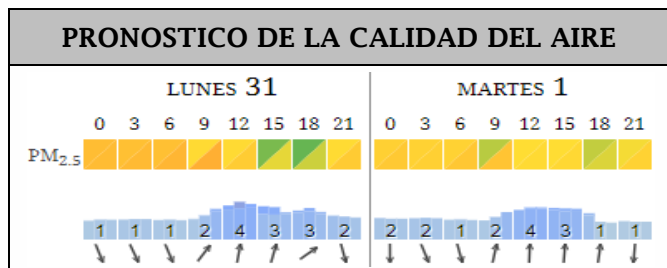 PRONOSTICO DE LA CALIDAD DEL AIRE
LUNES 31 MARTES 1
0 3 6 9 12 15 18 21 0 3 6 9 12 15 18 21
PM2.5
1 1 1 2 4 3 3 2 2 2 1 2 4 3 1 1